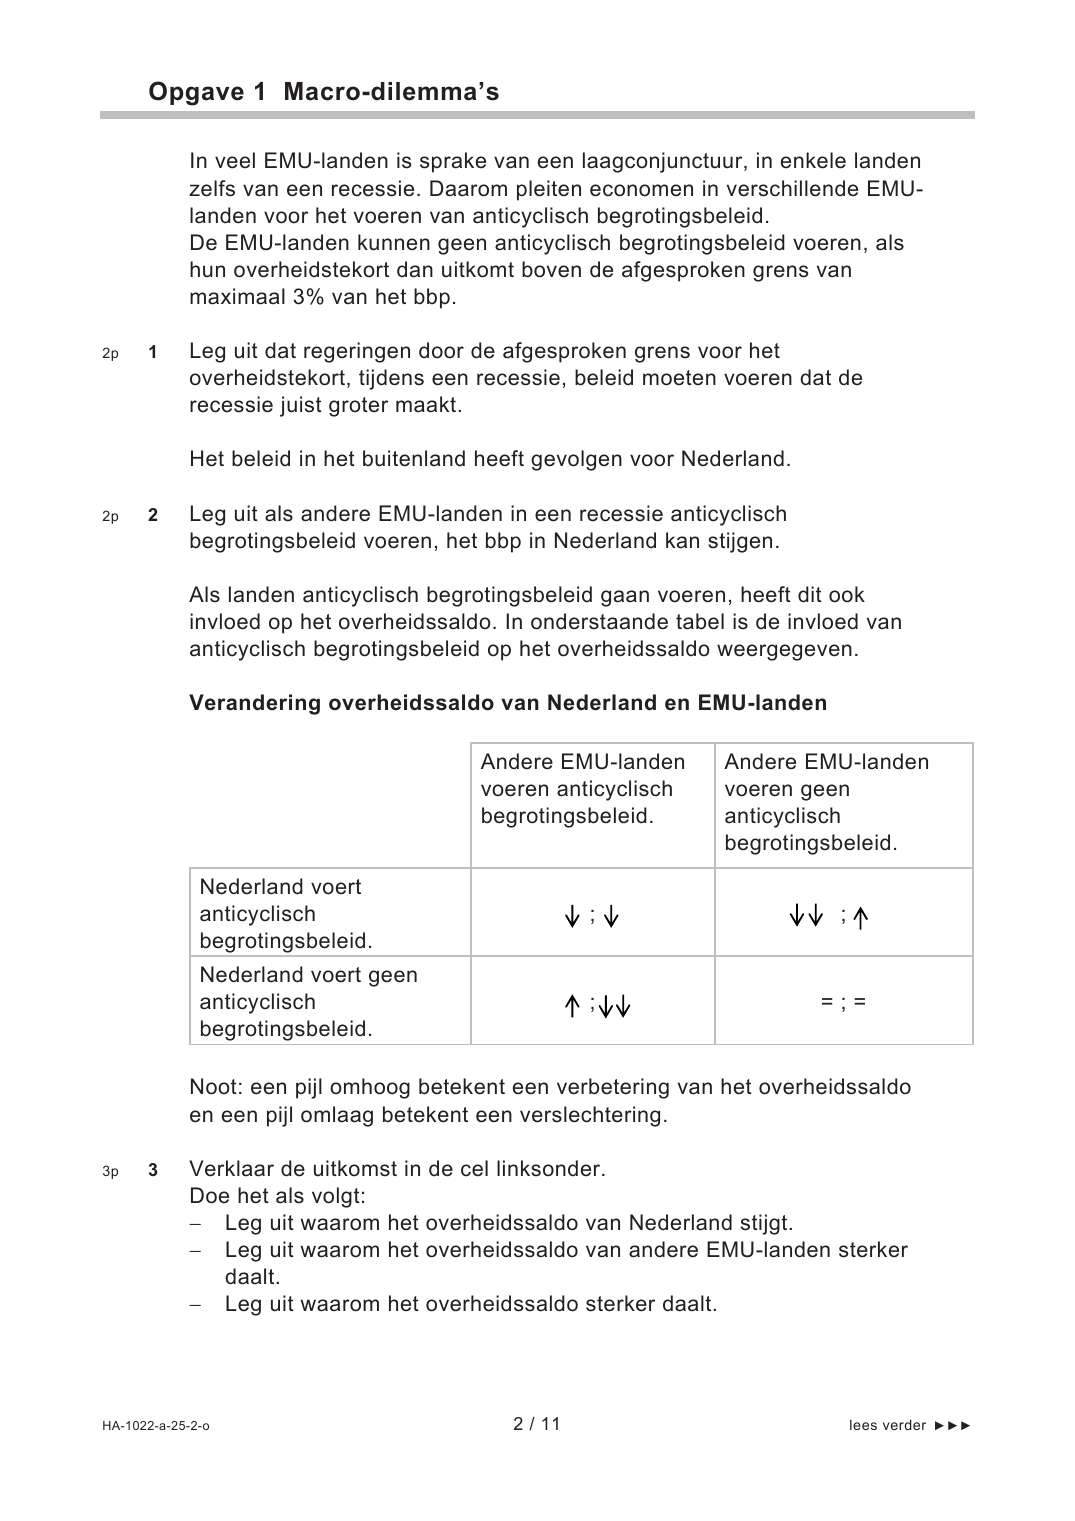 Opgave 1  Macro-dilemma’s
In veel EMU-landen is sprake van een laagconjunctuur, in enkele landen
zelfs van een recessie. Daarom pleiten economen in verschillende EMU-
landen voor het voeren van anticyclisch begrotingsbeleid.
De EMU-landen kunnen geen anticyclisch begrotingsbeleid voeren, als
hun overheidstekort dan uitkomt boven de afgesproken grens van
maximaal 3% van het bbp.
2p 1 Leg uit dat regeringen door de afgesproken grens voor het
overheidstekort, tijdens een recessie, beleid moeten voeren dat de
recessie juist groter maakt.
Het beleid in het buitenland heeft gevolgen voor Nederland.
2p 2 Leg uit als andere EMU-landen in een recessie anticyclisch
begrotingsbeleid voeren, het bbp in Nederland kan stijgen.
Als landen anticyclisch begrotingsbeleid gaan voeren, heeft dit ook
invloed op het overheidssaldo. In onderstaande tabel is de invloed van
anticyclisch begrotingsbeleid op het overheidssaldo weergegeven.
Verandering overheidssaldo van Nederland en EMU-landen
Andere EMU-landen
voeren anticyclisch
begrotingsbeleid.
Andere EMU-landen
voeren geen
anticyclisch
begrotingsbeleid.
Nederland voert
anticyclisch
begrotingsbeleid.
↓ ; ↓
↓↓ ; ↑
Nederland voert geen
anticyclisch
begrotingsbeleid.
↑ ; ↓↓
= ; =
Noot: een pijl omhoog betekent een verbetering van het overheidssaldo
en een pijl omlaag betekent een verslechtering.
3p 3 Verklaar de uitkomst in de cel linksonder.
Doe het als volgt:
− Leg uit waarom het overheidssaldo van Nederland stijgt.
− Leg uit waarom het overheidssaldo van andere EMU-landen sterker
daalt.
− Leg uit waarom het overheidssaldo sterker daalt.
HA-1022-a-25-2-o 2 / 11 lees verder ►►►